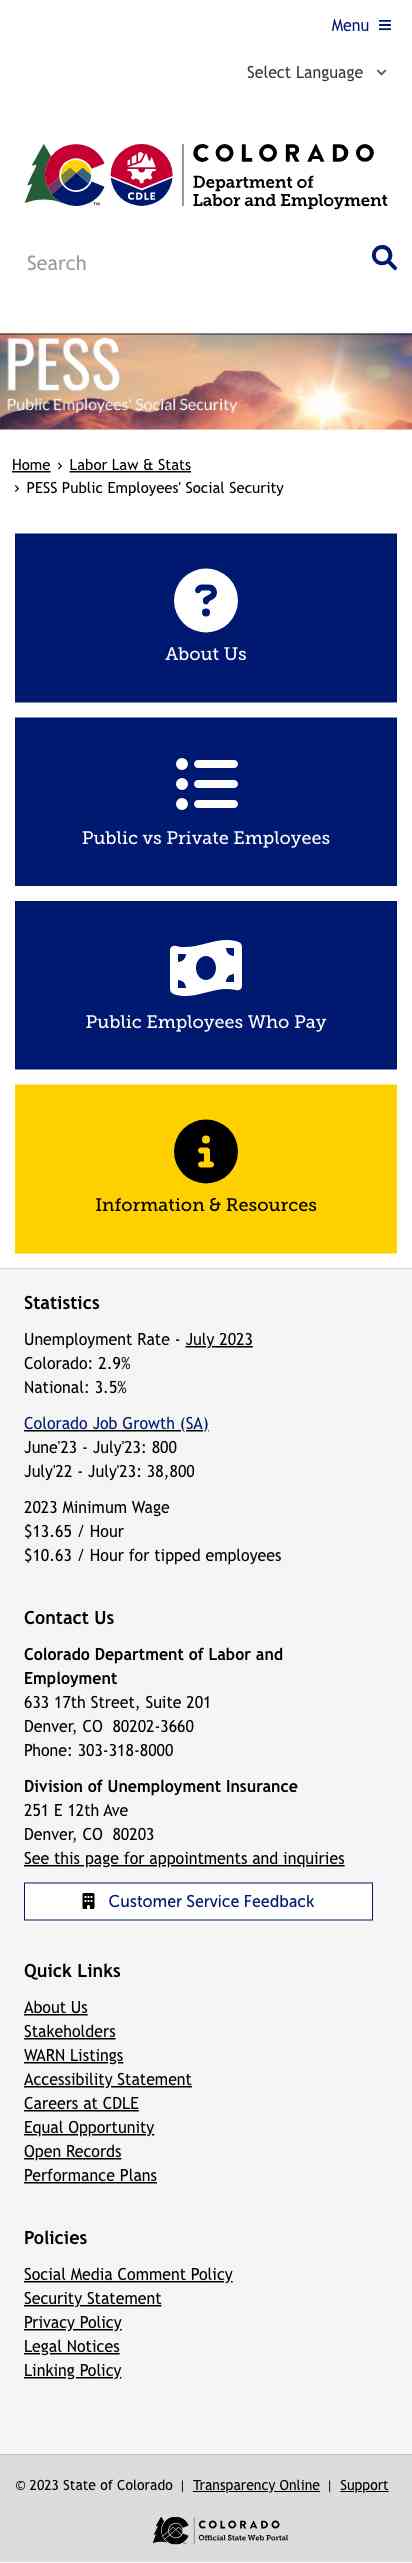 Menu
Select Language
COLORADO
CDLE
Department of
Labor and Employment
TM
Search
PESS
Public Employees' Social Security
Home › Labor Law & Stats
› PESS Public Employees' Social Security
?
About Us
Public vs Private Employees
Public Employees Who Pay
i
Information & Resources
Statistics
Unemployment Rate - July 2023
Colorado: 2.9%
National: 3.5%
Colorado Job Growth (SA)
June'23 - July'23: 800
July'22 - July'23: 38,800
2023 Minimum Wage
$13.65 / Hour
$10.63 / Hour for tipped employees
Contact Us
Colorado Department of Labor and
Employment
633 17th Street, Suite 201
Denver, CO  80202-3660
Phone: 303-318-8000
Division of Unemployment Insurance
251 E 12th Ave
Denver, CO  80203
See this page for appointments and inquiries
Customer Service Feedback
Quick Links
About Us
Stakeholders
WARN Listings
Accessibility Statement
Careers at CDLE
Equal Opportunity
Open Records
Performance Plans
Policies
Social Media Comment Policy
Security Statement
Privacy Policy
Legal Notices
Linking Policy
© 2023 State of Colorado | Transparency Online | Support
COLORADO
Official State Web Portal